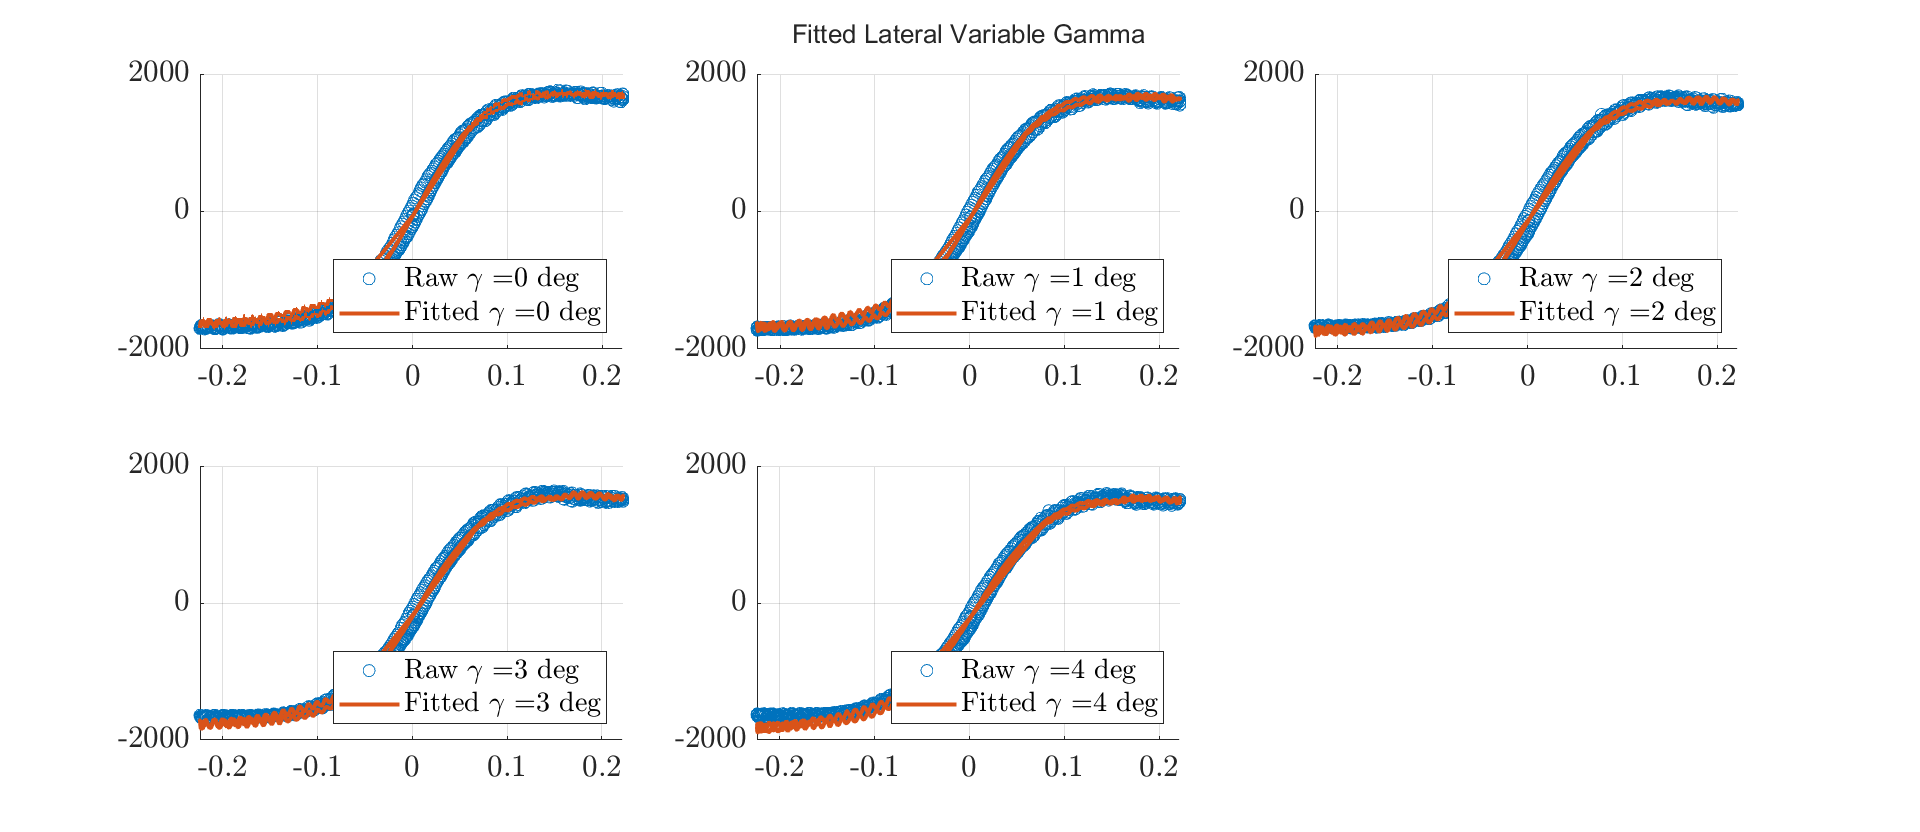 Fitted Lateral Variable Gamma
2000
0
-2000
-0.2 -0.1 0 0.1 0.2
Raw γ =0 deg
Fitted γ =0 deg
2000
0
-2000
-0.2 -0.1 0 0.1 0.2
Raw γ =1 deg
Fitted γ =1 deg
2000
0
-2000
-0.2 -0.1 0 0.1 0.2
Raw γ =2 deg
Fitted γ =2 deg
2000
0
-2000
-0.2 -0.1 0 0.1 0.2
Raw γ =3 deg
Fitted γ =3 deg
2000
0
-2000
-0.2 -0.1 0 0.1 0.2
Raw γ =4 deg
Fitted γ =4 deg